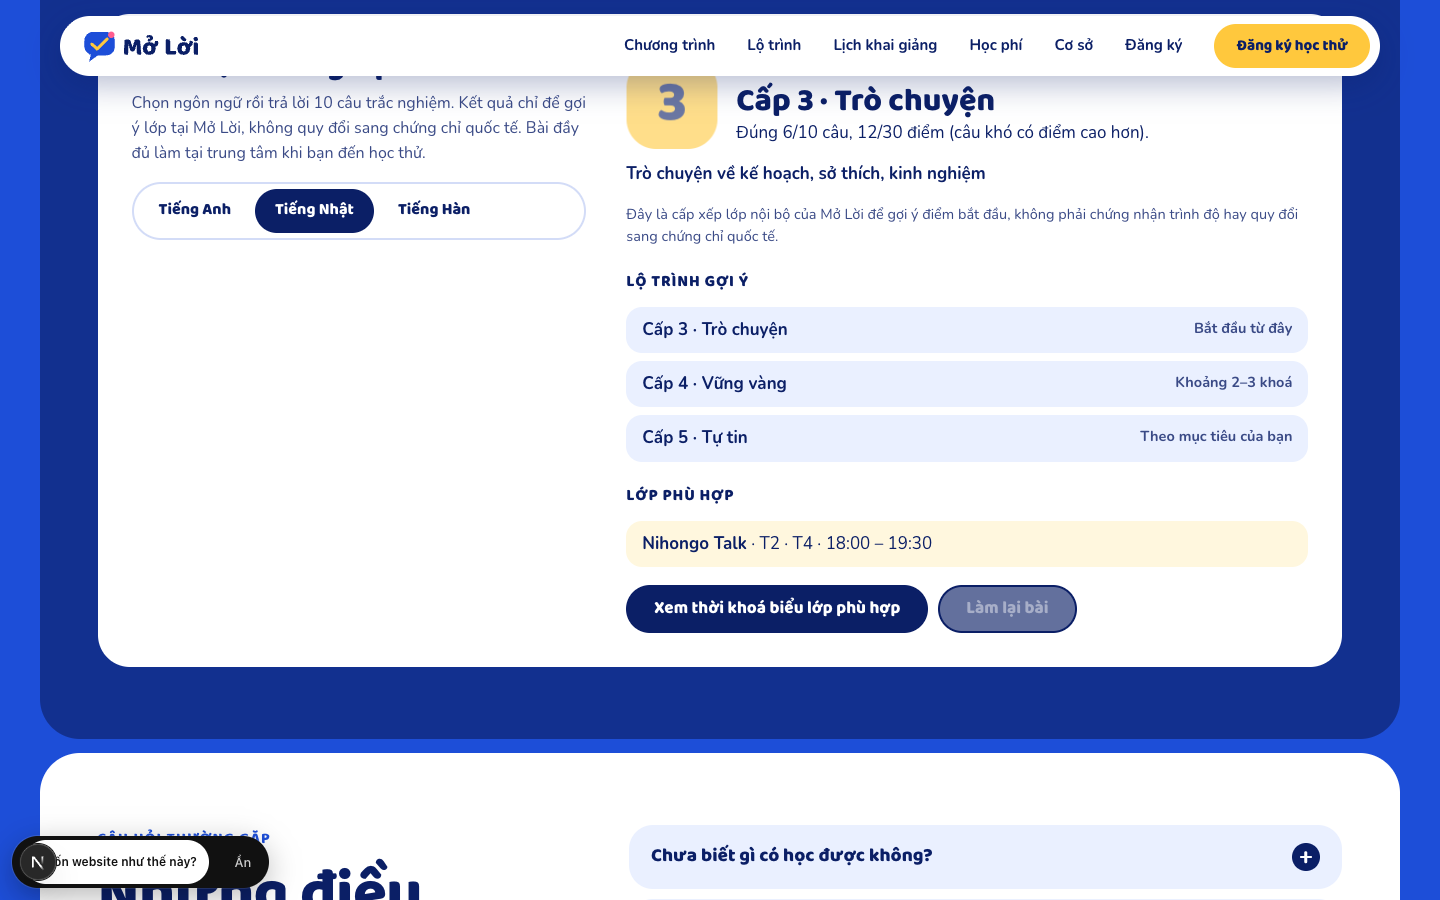 Mở Lời
Chương trình
Lộ trình
Lịch khai giảng
Học phí
Cơ sở
Đăng ký
Đăng ký học thử
Chọn ngôn ngữ rồi trả lời 10 câu trắc nghiệm. Kết quả chỉ để gợi
ý lớp tại Mở Lời, không quy đổi sang chứng chỉ quốc tế. Bài đầy
đủ làm tại trung tâm khi bạn đến học thử.
Tiếng Anh
Tiếng Nhật
Tiếng Hàn
3
Cấp 3 · Trò chuyện
Đúng 6/10 câu, 12/30 điểm (câu khó có điểm cao hơn).
Trò chuyện về kế hoạch, sở thích, kinh nghiệm
Đây là cấp xếp lớp nội bộ của Mở Lời để gợi ý điểm bắt đầu, không phải chứng nhận trình độ hay quy đổi
sang chứng chỉ quốc tế.
LỘ TRÌNH GỢI Ý
Cấp 3 · Trò chuyện
Bắt đầu từ đây
Cấp 4 · Vững vàng
Khoảng 2–3 khoá
Cấp 5 · Tự tin
Theo mục tiêu của bạn
LỚP PHÙ HỢP
Nihongo Talk · T2 · T4 · 18:00 – 19:30
Xem thời khoá biểu lớp phù hợp
Làm lại bài
CÂU HỎI THƯỜNG GẶP
Những điều
Chưa biết gì có học được không?
website như thế này?
Ẩn